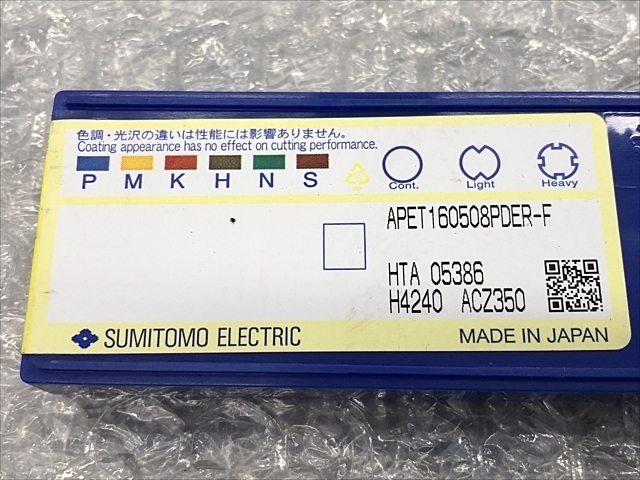 色調・光沢の違いは性能には影響ありません。
Coating appearance has no effect on cutting performance.
P M K H N S
Cont. Light Heavy
APET160508PDER-F
HTA 05386
H4240 ACZ350
SUMITOMO ELECTRIC
MADE IN JAPAN